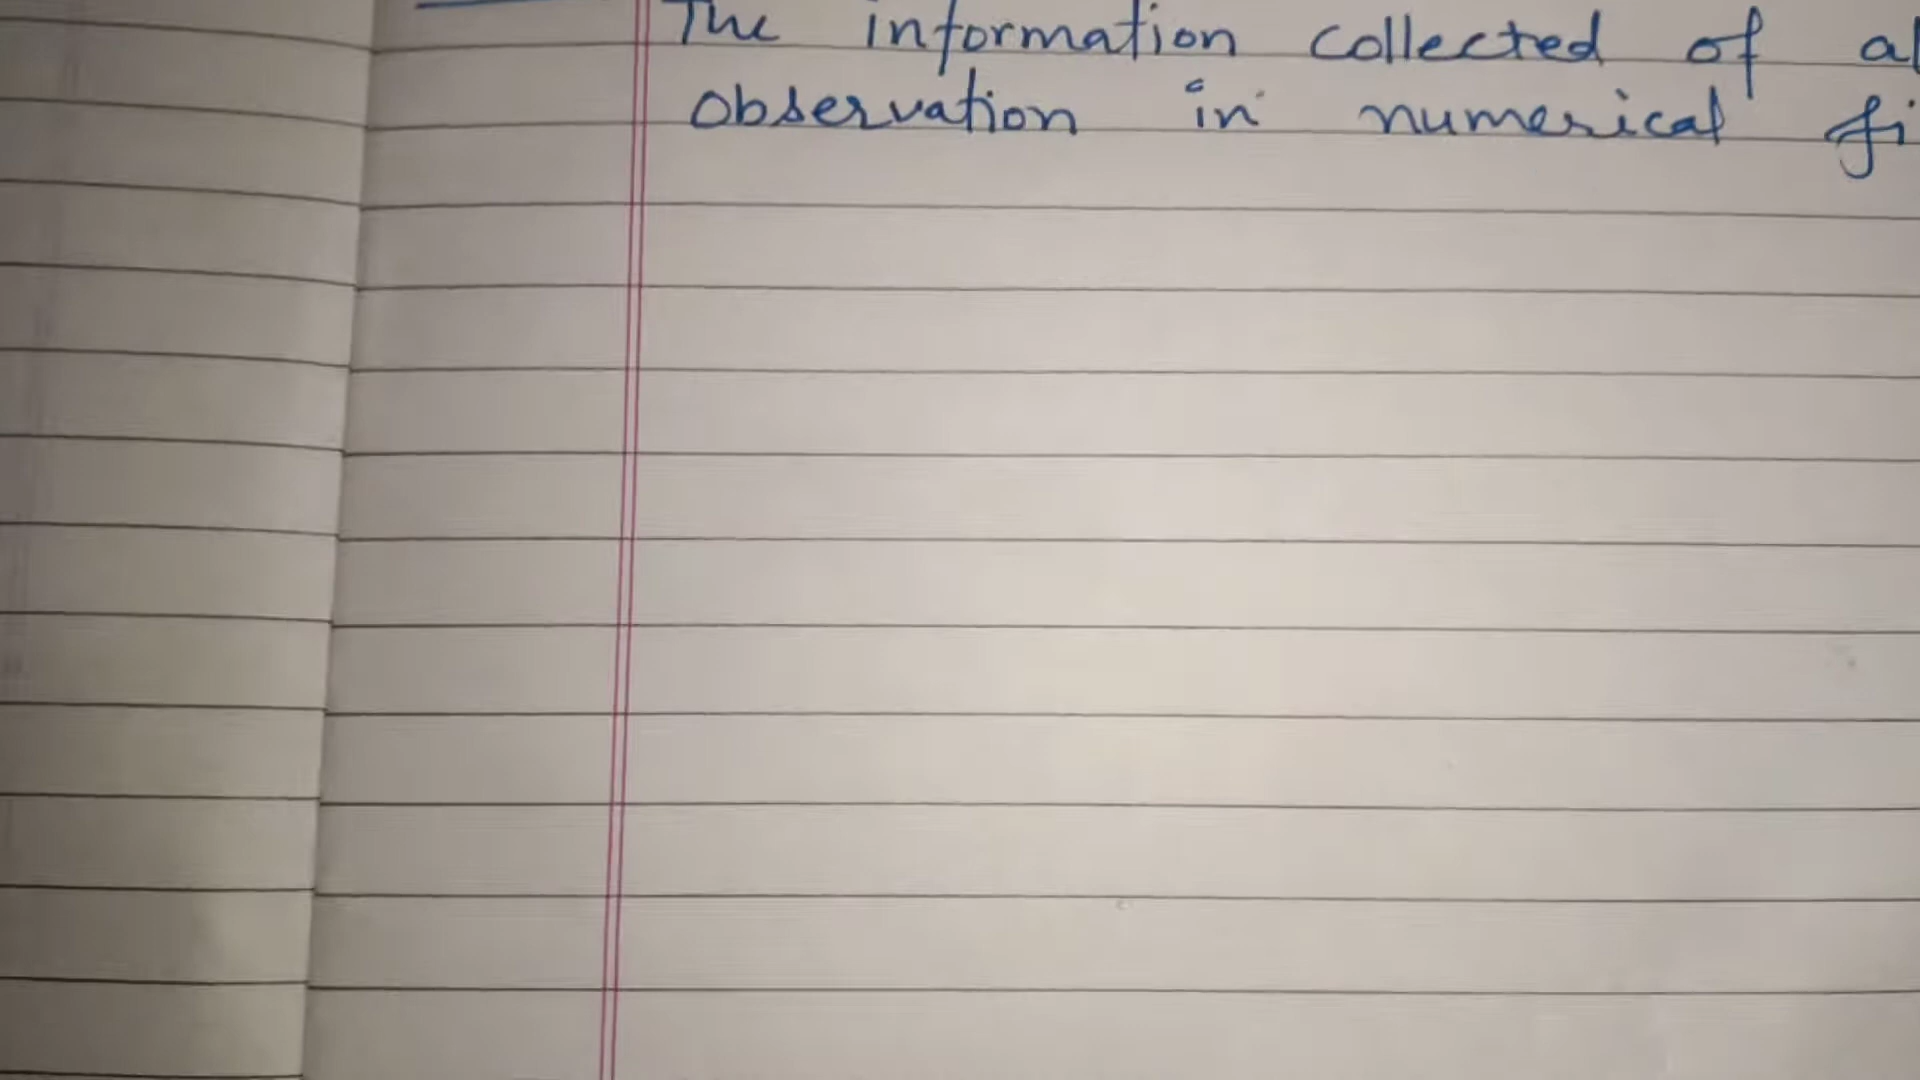 The information collected of
observation in numerical